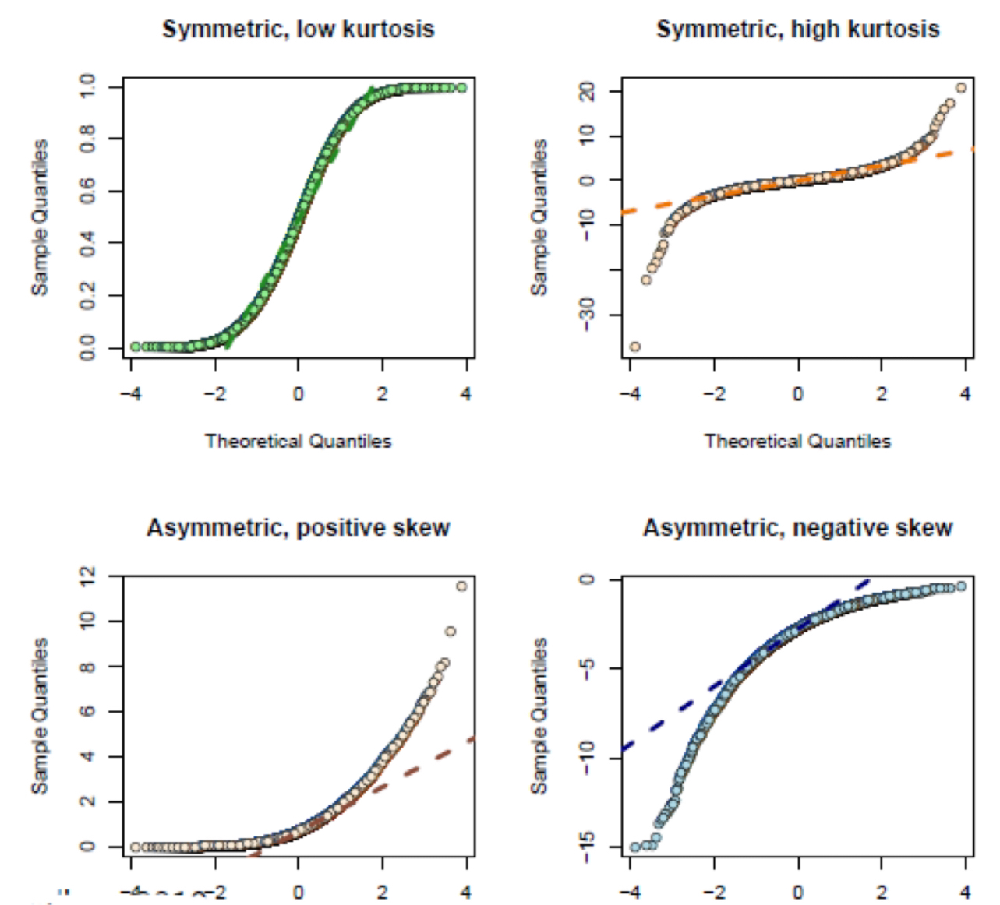 Symmetric, low kurtosis
Sample Quantiles
0.0 0.2 0.4 0.6 0.8 1.0
−4 −2 0 2 4
Theoretical Quantiles
Symmetric, high kurtosis
Sample Quantiles
−30 −10 0 10 20
−4 −2 0 2 4
Theoretical Quantiles
Asymmetric, positive skew
Sample Quantiles
0 2 4 6 8 10 12
−4 −2 0 2 4
Asymmetric, negative skew
Sample Quantiles
−15 −10 −5 0
−4 −2 0 2 4